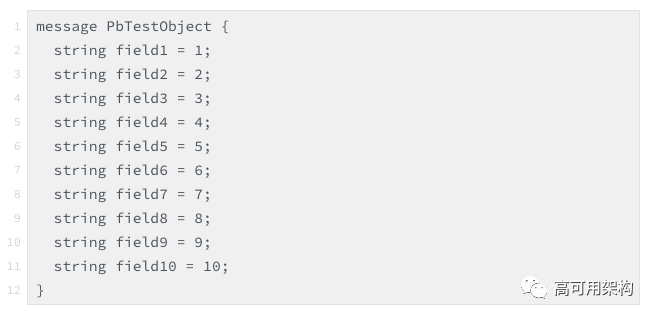 1 message PbTestObject {
2   string field1 = 1;
3   string field2 = 2;
4   string field3 = 3;
5   string field4 = 4;
6   string field5 = 5;
7   string field6 = 6;
8   string field7 = 7;
9   string field8 = 8;
10   string field9 = 9;
11   string field10 = 10;
12 }
高可用架构